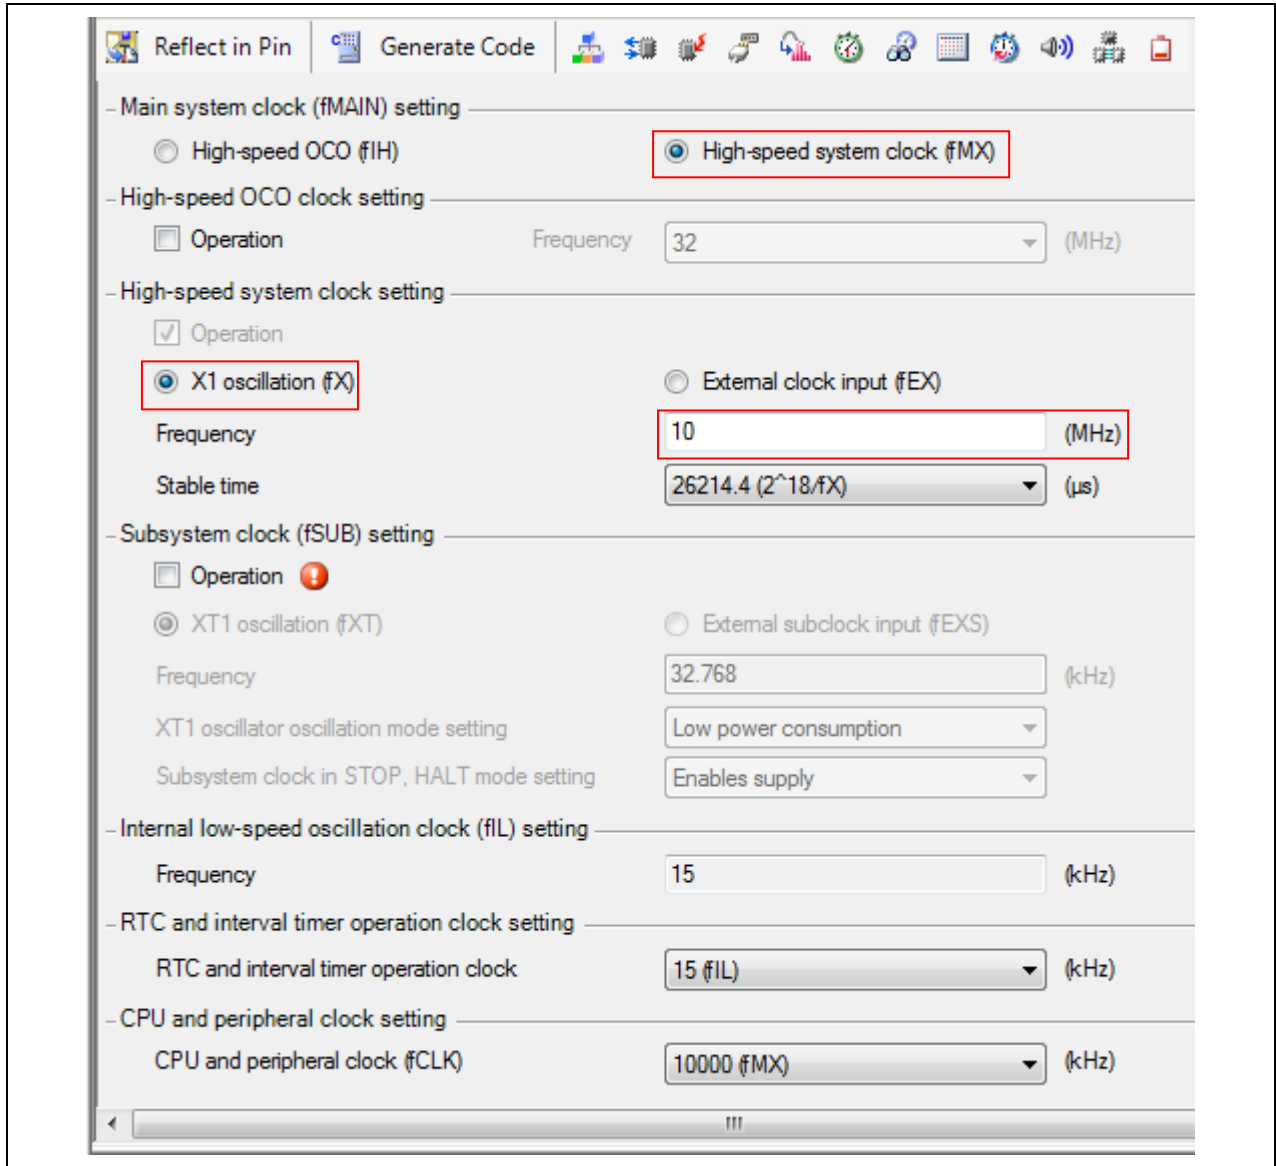 Reflect in Pin Generate Code
Main system clock (fMAIN) setting
High-speed OCO (fIH) High-speed system clock (fMX)
High-speed OCO clock setting
Operation Frequency 32 (MHz)
High-speed system clock setting
Operation
X1 oscillation (fX) External clock input (fEX)
Frequency 10 (MHz)
Stable time 26214.4 (2^18/fX) (µs)
Subsystem clock (fSUB) setting
Operation
XT1 oscillation (fXT) External subclock input (fEXS)
Frequency 32.768 (kHz)
XT1 oscillator oscillation mode setting Low power consumption
Subsystem clock in STOP, HALT mode setting Enables supply
Internal low-speed oscillation clock (fIL) setting
Frequency 15 (kHz)
RTC and interval timer operation clock setting
RTC and interval timer operation clock 15 (fIL) (kHz)
CPU and peripheral clock setting
CPU and peripheral clock (fCLK) 10000 (fMX) (kHz)